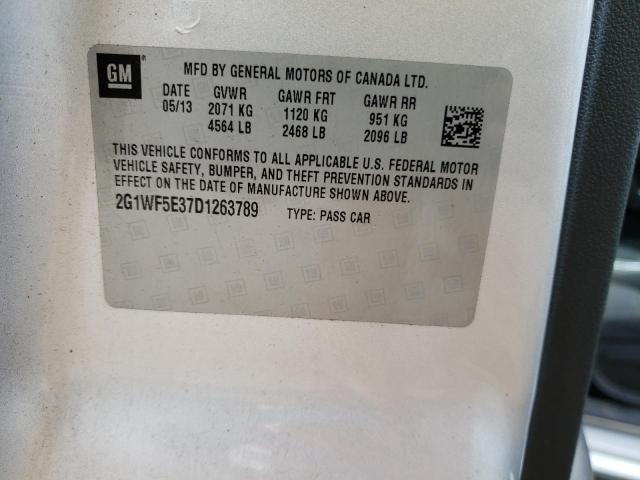 GM ®
MFD BY GENERAL MOTORS OF CANADA LTD.
DATE GVWR GAWR FRT GAWR RR
05/13 2071 KG 1120 KG 951 KG
4564 LB 2468 LB 2096 LB
THIS VEHICLE CONFORMS TO ALL APPLICABLE U.S. FEDERAL MOTOR
VEHICLE SAFETY, BUMPER, AND THEFT PREVENTION STANDARDS IN
EFFECT ON THE DATE OF MANUFACTURE SHOWN ABOVE.
2G1WF5E37D1263789 TYPE: PASS CAR